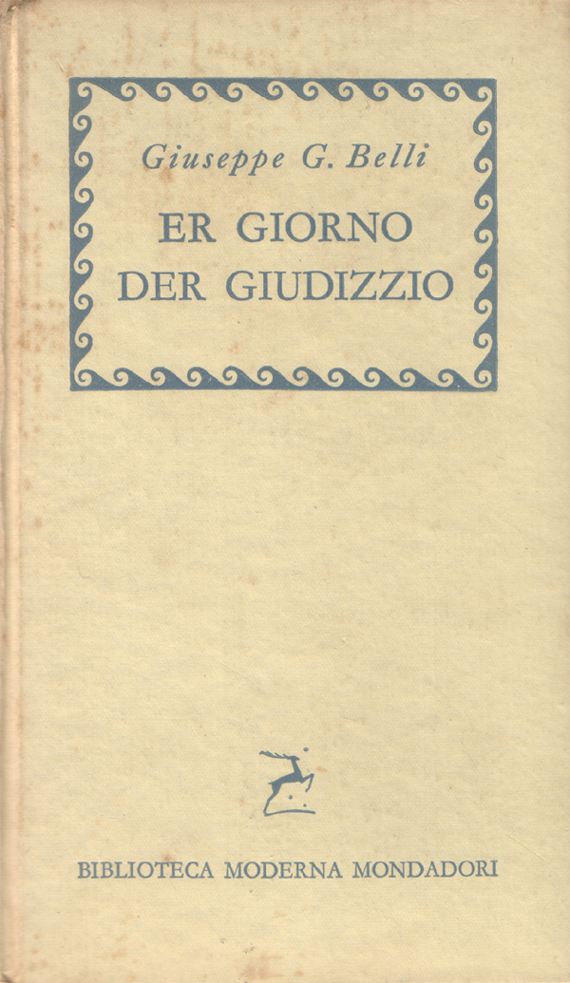 Giuseppe G. Belli
ER GIORNO
DER GIUDIZZIO
BIBLIOTECA MODERNA MONDADORI